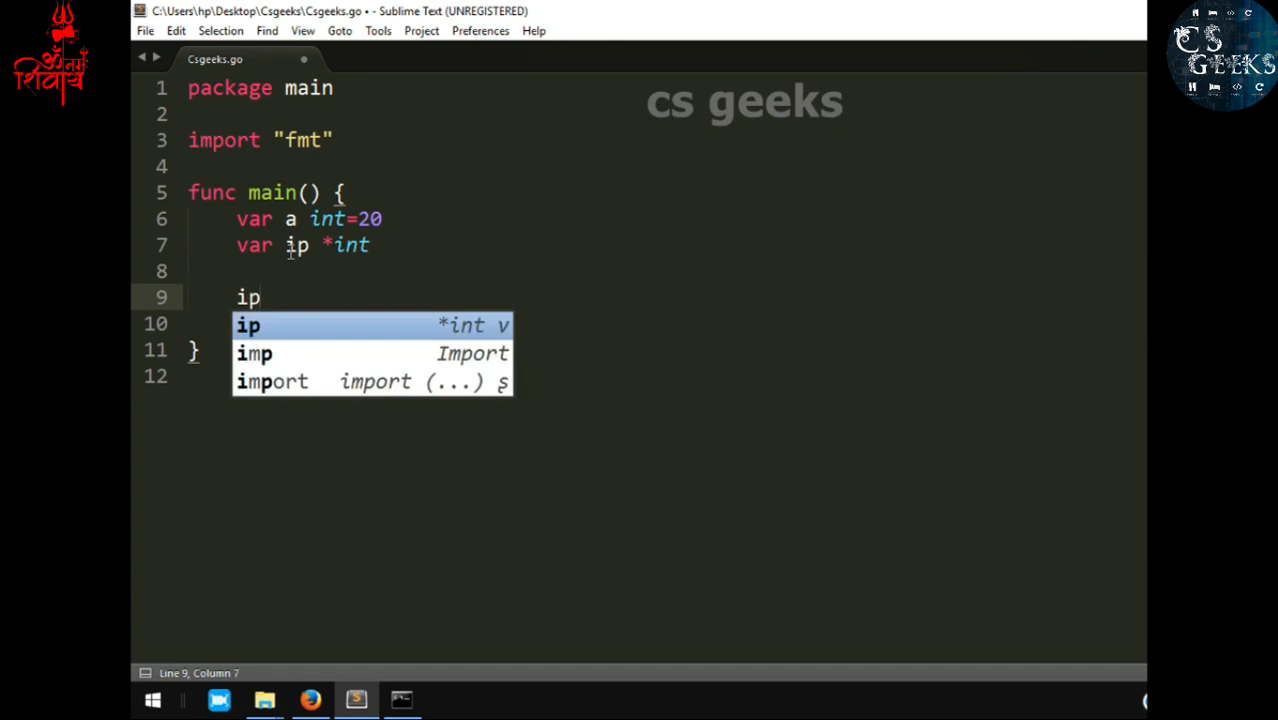 ॐ नमः
शिवाय
C:\Users\hp\Desktop\Csgeeks\Csgeeks.go • - Sublime Text (UNREGISTERED)
File Edit Selection Find View Goto Tools Project Preferences Help
Csgeeks.go
cs geeks
CS
GEEKS
1 package main
2
3 import "fmt"
4
5 func main() {
6 var a int=20
7 var ip *int
8
9 ip
ip *int v
imp Import
import import (...) s
10
11 }
12
Line 9, Column 7